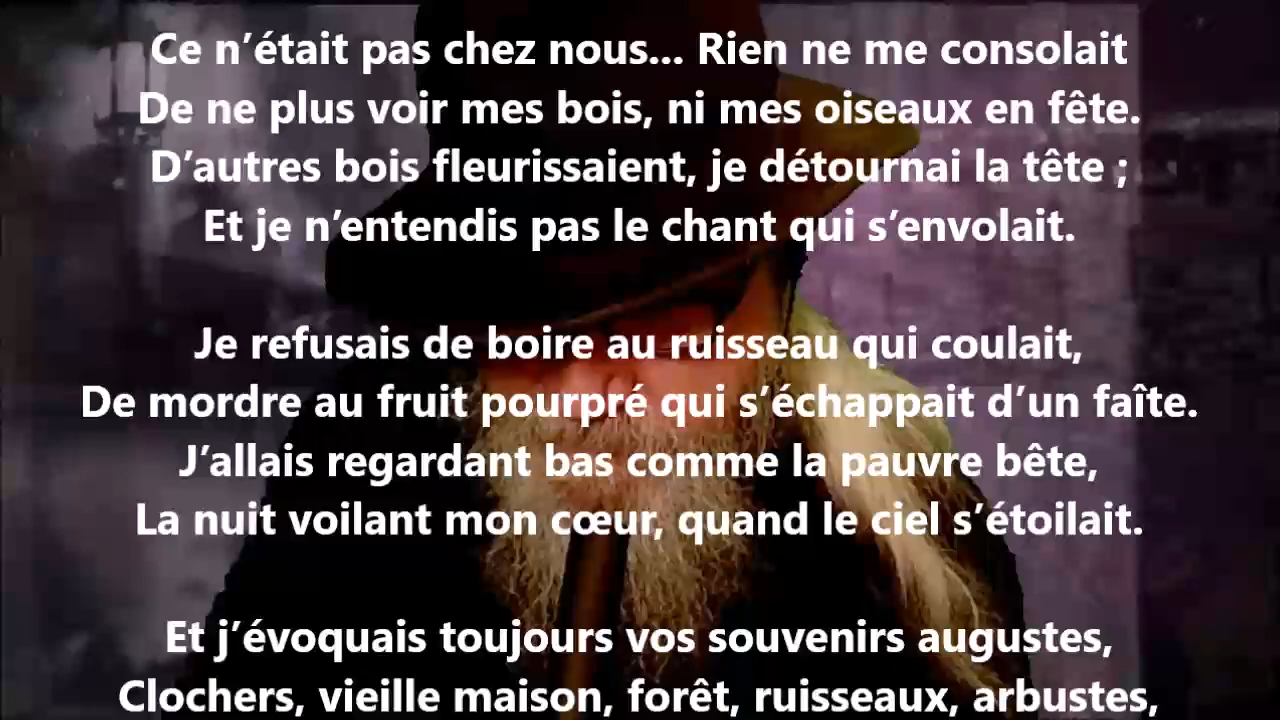 Ce n’était pas chez nous... Rien ne me consolait
De ne plus voir mes bois, ni mes oiseaux en fête.
D’autres bois fleurissaient, je détournai la tête ;
Et je n’entendis pas le chant qui s’envolait.
Je refusais de boire au ruisseau qui coulait,
De mordre au fruit pourpré qui s’échappait d’un faîte.
J’allais regardant bas comme la pauvre bête,
La nuit voilant mon cœur, quand le ciel s’étoilait.
Et j’évoquais toujours vos souvenirs augustes,
Clochers, vieille maison, forêt, ruisseaux, arbustes,